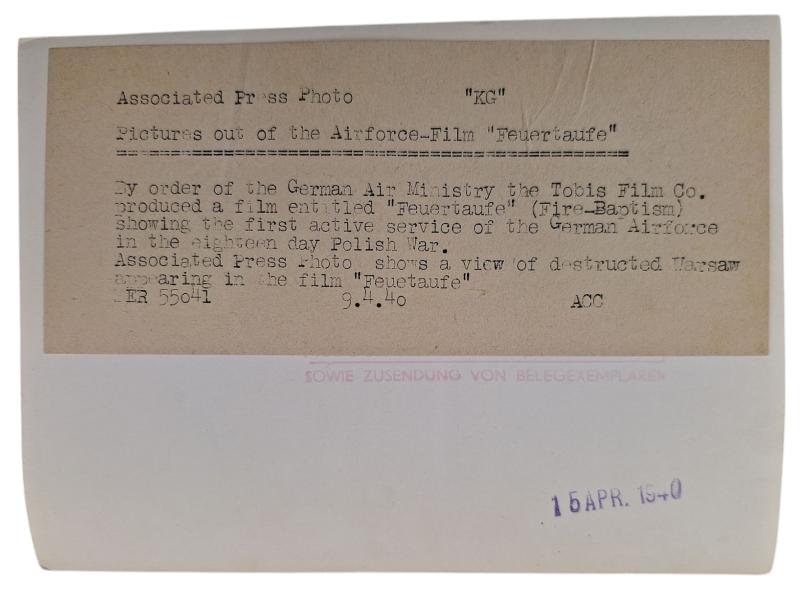 Associated Press Photo "KG"
Pictures out of the Airforce-Film "Feuertaufe"
==================================================
By order of the German Air Ministry the Tobis Film Co.
produced a film entitled "Feuertaufe" (Fire-Baptism)
showing the first active service of the German Airforce
in the eighteen day Polish War.
Associated Press Photo shows a view of destructed Warsaw
appearing in the film "Feuetaufe"
BER 55041 9.4.40 ACC
SOWIE ZUSENDUNG VON BELEGEXEMPLAREN
15 APR. 1940